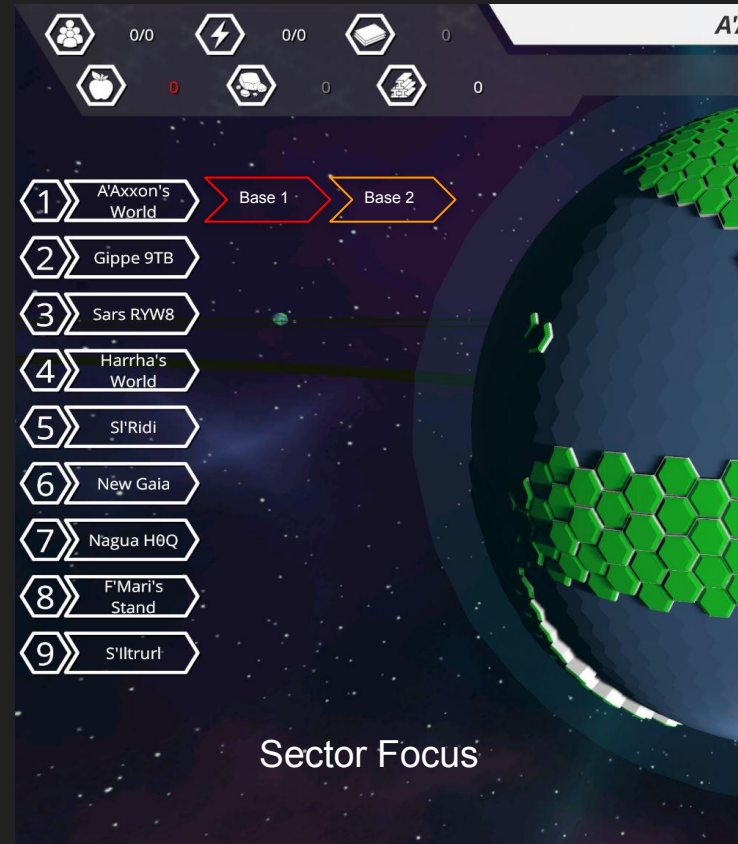 0/0
0/0
0
A'
0
0
0
1
A'Axxon's
World
Base 1
Base 2
2
Gippe 9TB
3
Sars RYW8
4
Harrha's
World
5
Sl'Ridi
6
New Gaia
7
Nagua H0Q
8
F'Mari's
Stand
9
S'Iltrurl
Sector Focus